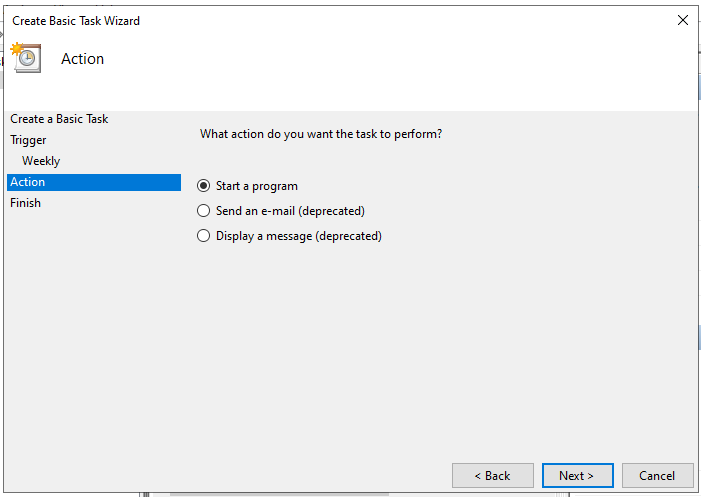 Create Basic Task Wizard
Action
Create a Basic Task
Trigger
Weekly
Action
Finish
What action do you want the task to perform?
Start a program
Send an e-mail (deprecated)
Display a message (deprecated)
< Back
Next >
Cancel